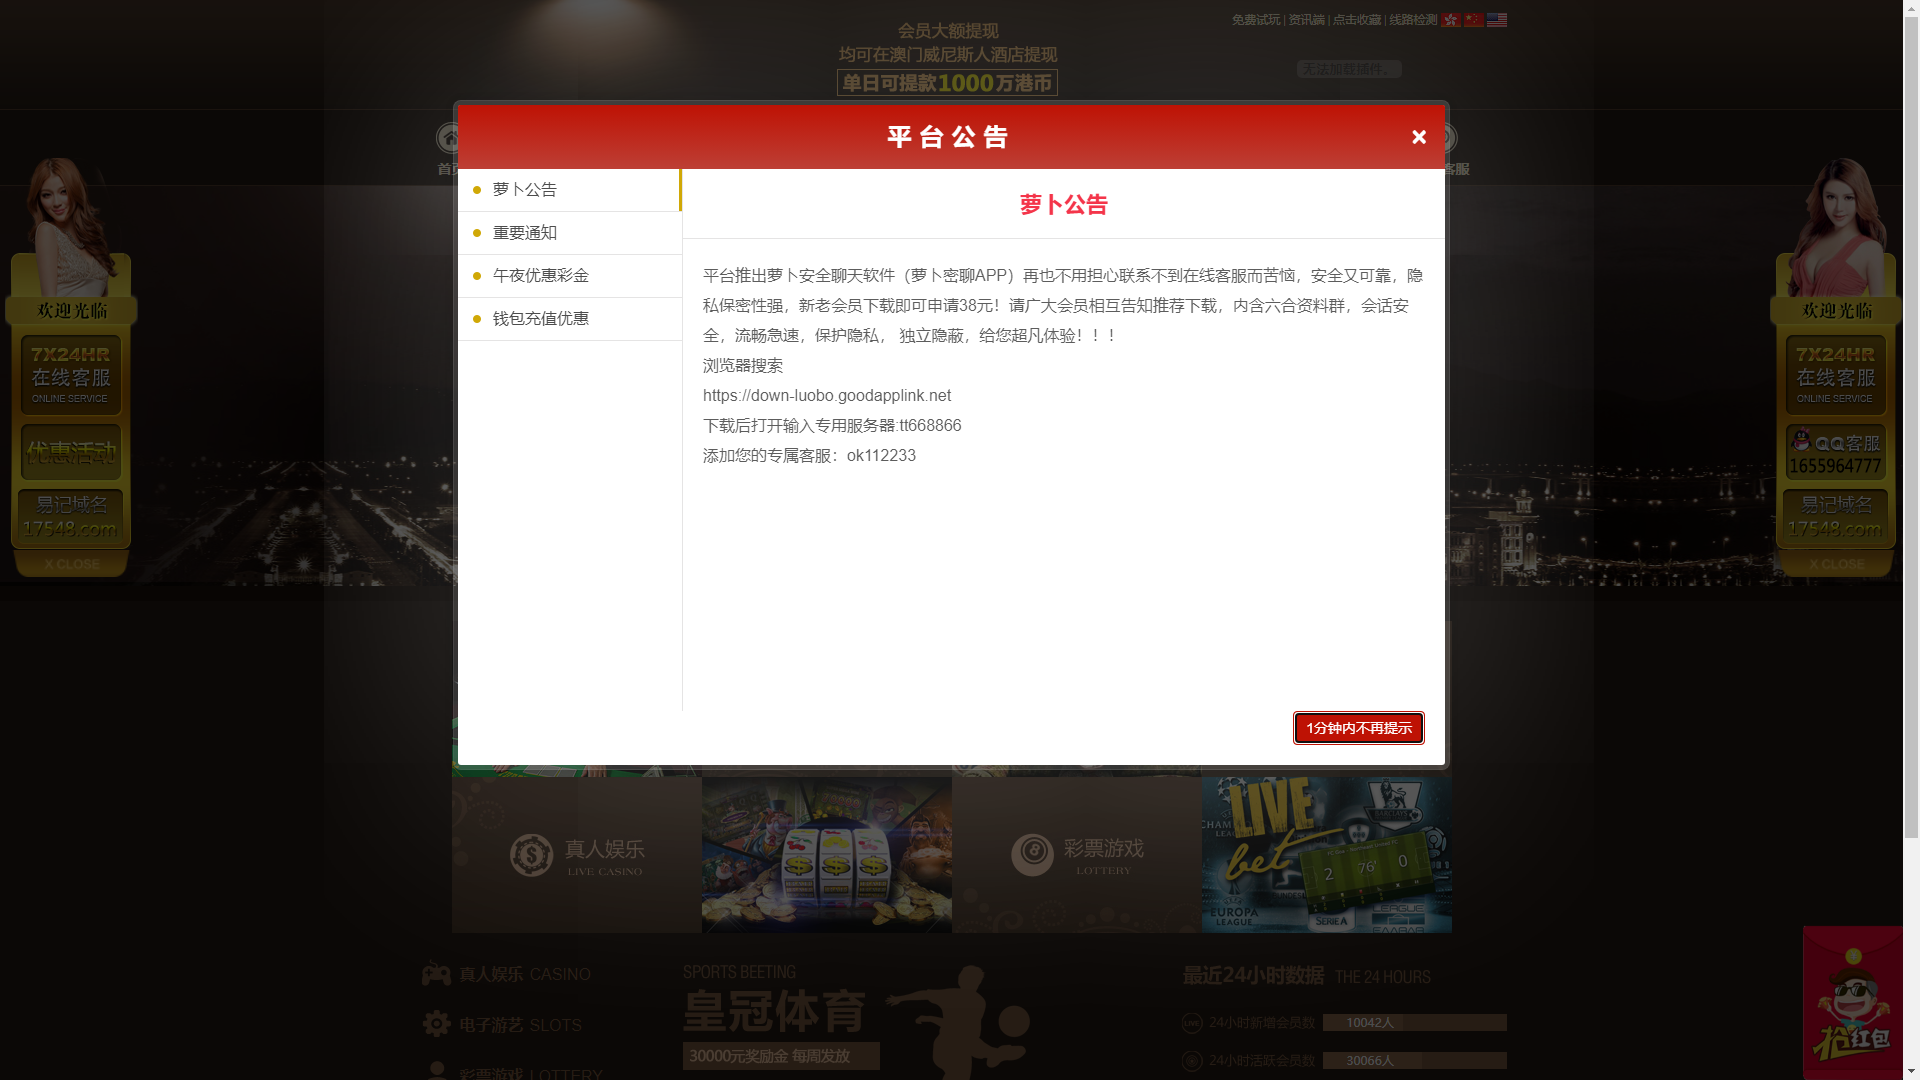 会员大额提现
均可在澳门威尼斯人酒店提现
单日可提款1000万港币
免费试玩 | 资讯端 | 点击收藏 | 线路检测
无法加载插件。
平台公告
×
首页
客服
萝卜公告
重要通知
午夜优惠彩金
钱包充值优惠
萝卜公告
平台推出萝卜安全聊天软件（萝卜密聊APP）再也不用担心联系不到在线客服而苦恼，安全又可靠，隐
私保密性强，新老会员下载即可申请38元！请广大会员相互告知推荐下载，内含六合资料群，会话安
全，流畅急速，保护隐私， 独立隐蔽，给您超凡体验！！！
浏览器搜索
https://down-luobo.goodapplink.net
下载后打开输入专用服务器:tt668866
添加您的专属客服：ok112233
1分钟内不再提示
欢迎光临
7X24HR
在线客服
ONLINE SERVICE
优惠活动
易记域名
17548.com
X CLOSE
欢迎光临
7X24HR
在线客服
ONLINE SERVICE
QQ客服
1655964777
易记域名
17548.com
X CLOSE
真人娱乐
LIVE CASINO
彩票游戏
LOTTERY
LIVE
bet
EUROPA
LEAGUE
2 76' 0
SERIE A
真人娱乐 CASINO
电子游艺 SLOTS
彩票游戏 LOTTERY
SPORTS BEETING
皇冠体育
30000元奖励金 每周发放
最近24小时数据 THE 24 HOURS
24小时新增会员数 10042人
24小时活跃会员数 30066人
抢红包